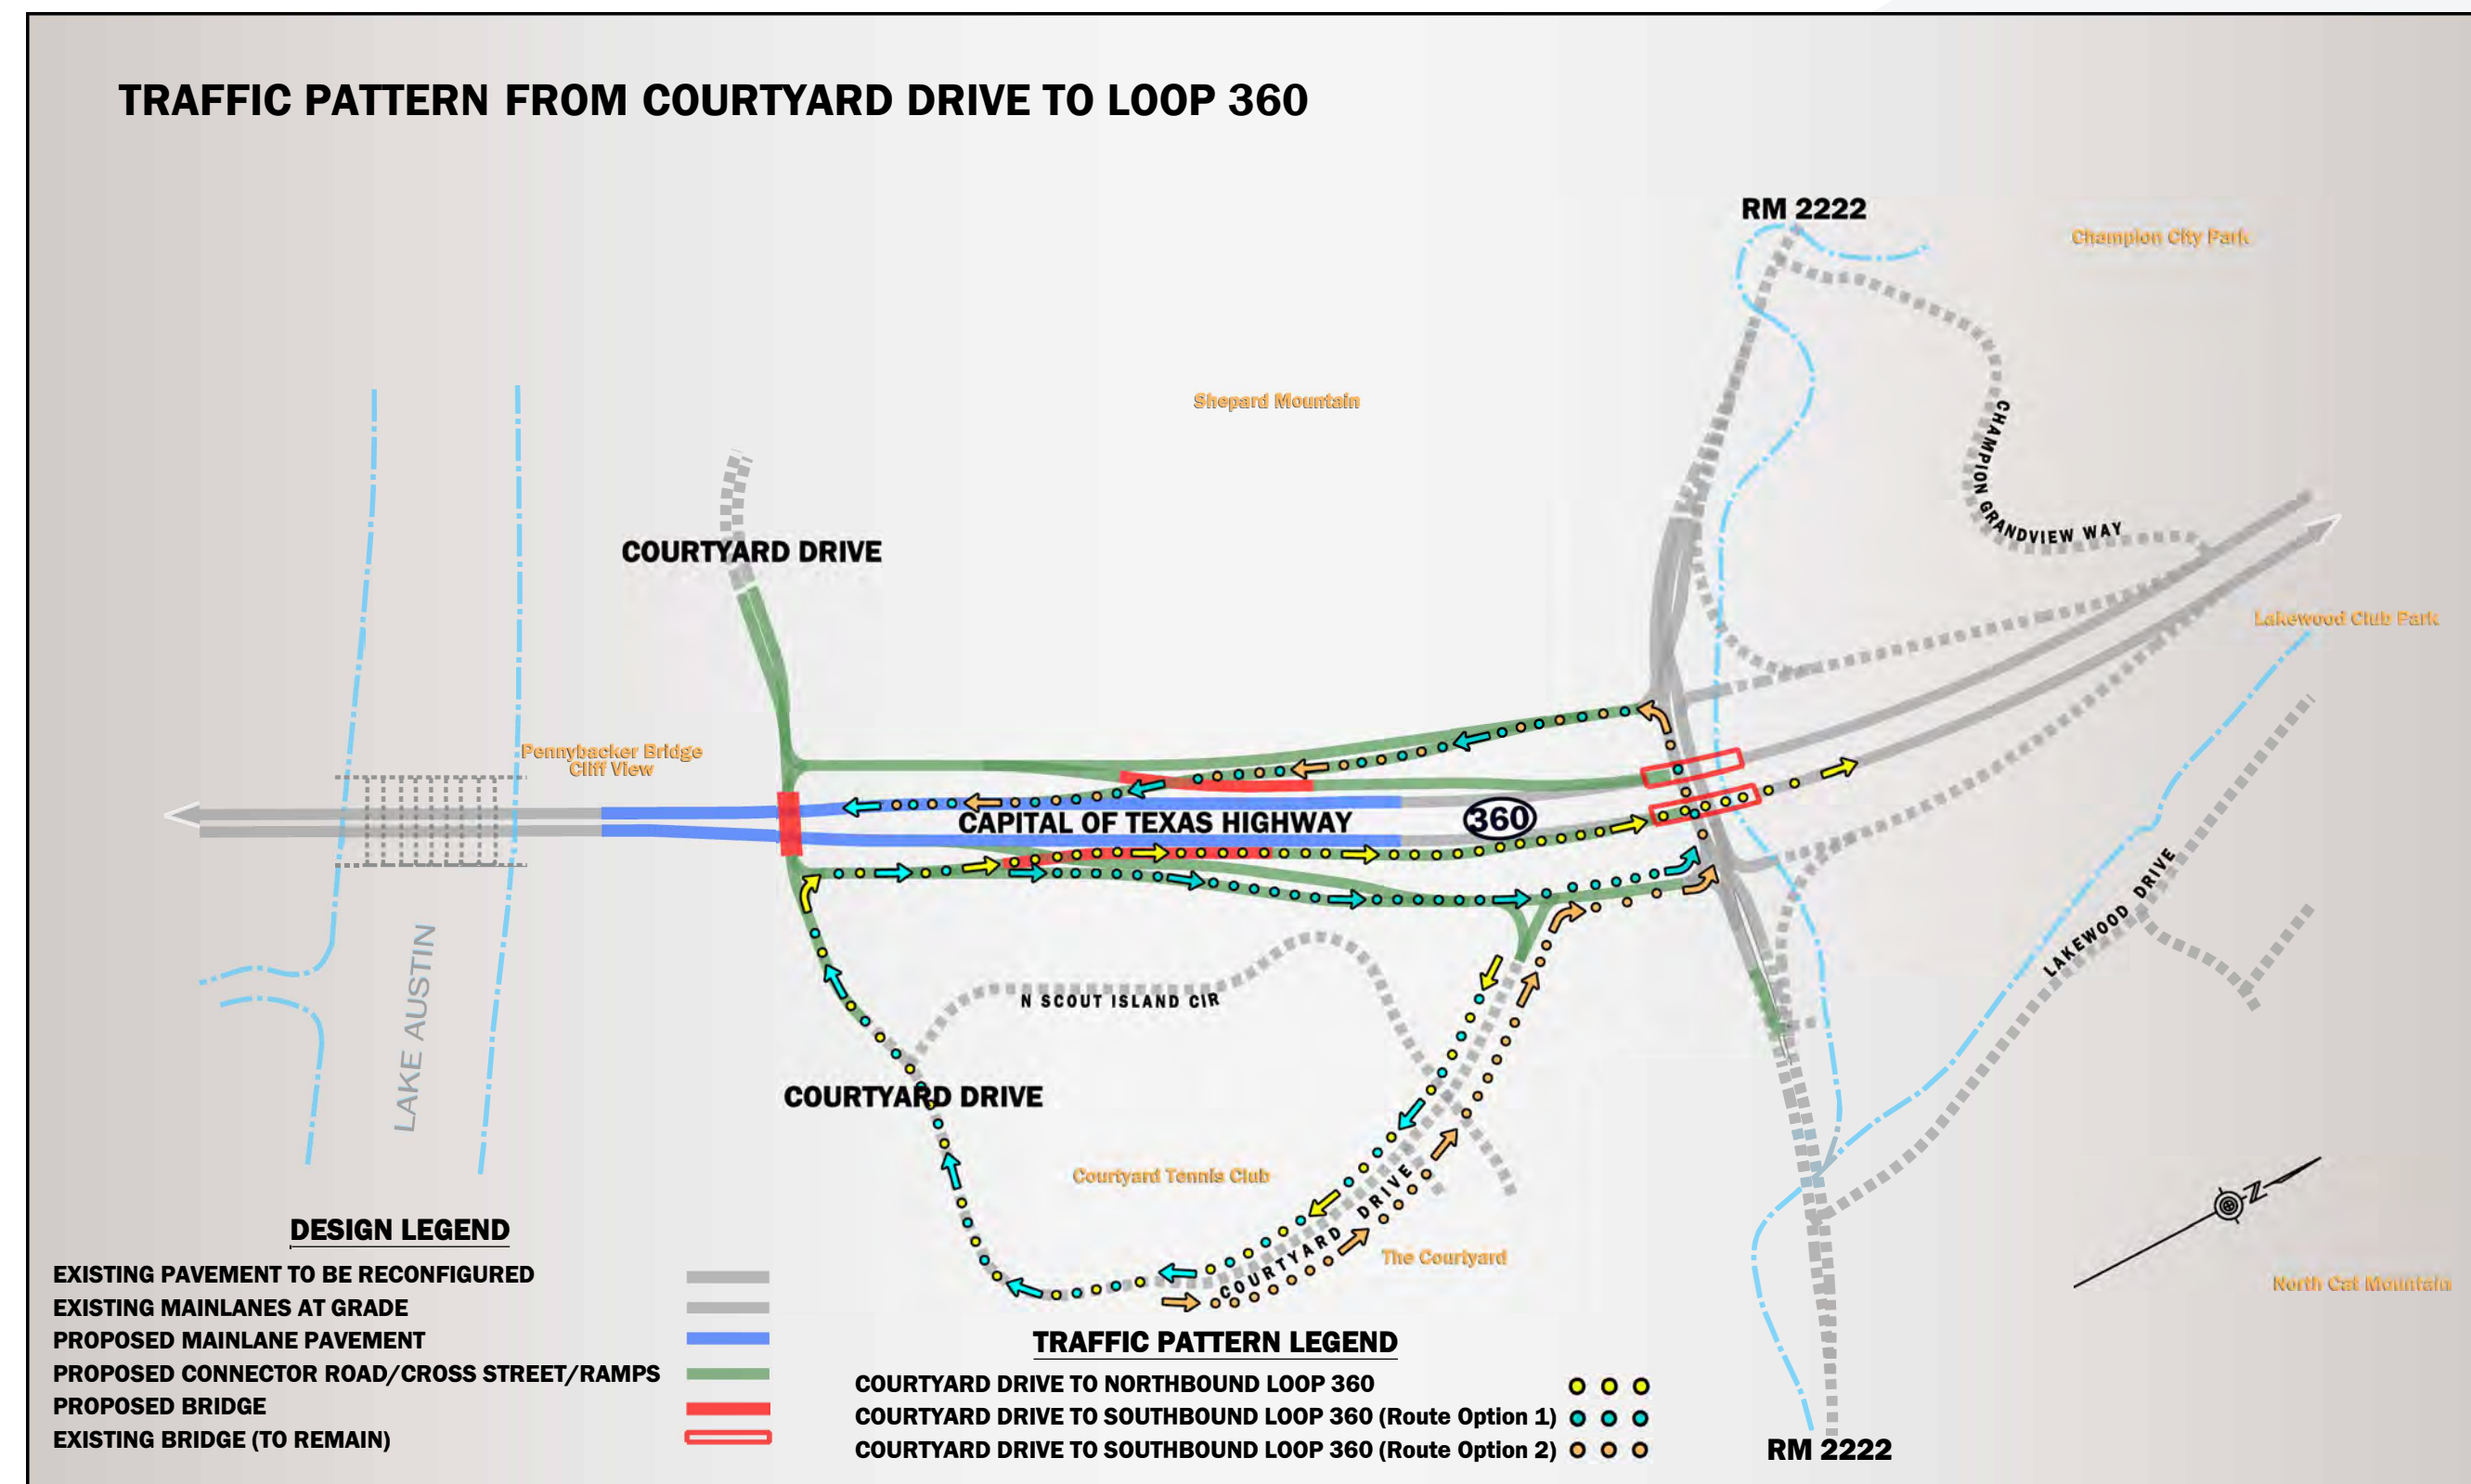 TRAFFIC PATTERN FROM COURTYARD DRIVE TO LOOP 360
RM 2222
Champion City Park
Shepard Mountain
CHAMPION GRANDVIEW WAY
COURTYARD DRIVE
Lakewood Club Park
Pennybacker Bridge
Cliff View
CAPITAL OF TEXAS HIGHWAY
360
LAKEWOOD DRIVE
LAKE AUSTIN
N SCOUT ISLAND CIR
COURTYARD DRIVE
Courtyard Tennis Club
COURTYARD DRIVE
The Courtyard
Z
North Cat Mountain
DESIGN LEGEND
EXISTING PAVEMENT TO BE RECONFIGURED
EXISTING MAINLANES AT GRADE
PROPOSED MAINLANE PAVEMENT
PROPOSED CONNECTOR ROAD/CROSS STREET/RAMPS
PROPOSED BRIDGE
EXISTING BRIDGE (TO REMAIN)
TRAFFIC PATTERN LEGEND
COURTYARD DRIVE TO NORTHBOUND LOOP 360
COURTYARD DRIVE TO SOUTHBOUND LOOP 360 (Route Option 1)
COURTYARD DRIVE TO SOUTHBOUND LOOP 360 (Route Option 2)
RM 2222